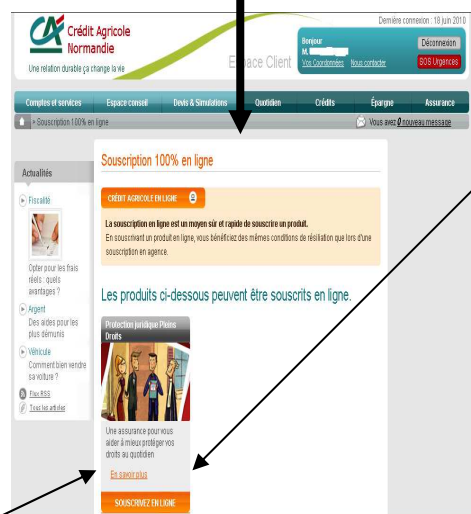 Dernière connexion : 18 juin 2010
CA
Crédit Agricole
Normandie
Une relation durable ça change la vie
Espace Client
Bonjour
M.
Vos Coordonnées Nous contacter
Déconnexion
SOS Urgences
Comptes et services Espace conseil Devis & Simulations Quotidien Crédits Épargne Assurance
> Souscription 100% en ligne
Vous avez 0 nouveau message
Actualités
Fiscalité
Opter pour les frais
réels : quels
avantages ?
Argent
Des aides pour les
plus démunis
Véhicule
Comment bien vendre
sa voiture ?
Flux RSS
Tous les articles
Souscription 100% en ligne
CRÉDIT AGRICOLE EN LIGNE
La souscription en ligne est un moyen sûr et rapide de souscrire un produit.
En souscrivant un produit en ligne, vous bénéficiez des mêmes conditions de résiliation que lors d'une
souscription en agence.
Les produits ci-dessous peuvent être souscrits en ligne.
Protection juridique Pleins
Droits
Une assurance pour vous
aider à mieux protéger vos
droits au quotidien
En savoir plus
SOUSCRIVEZ EN LIGNE